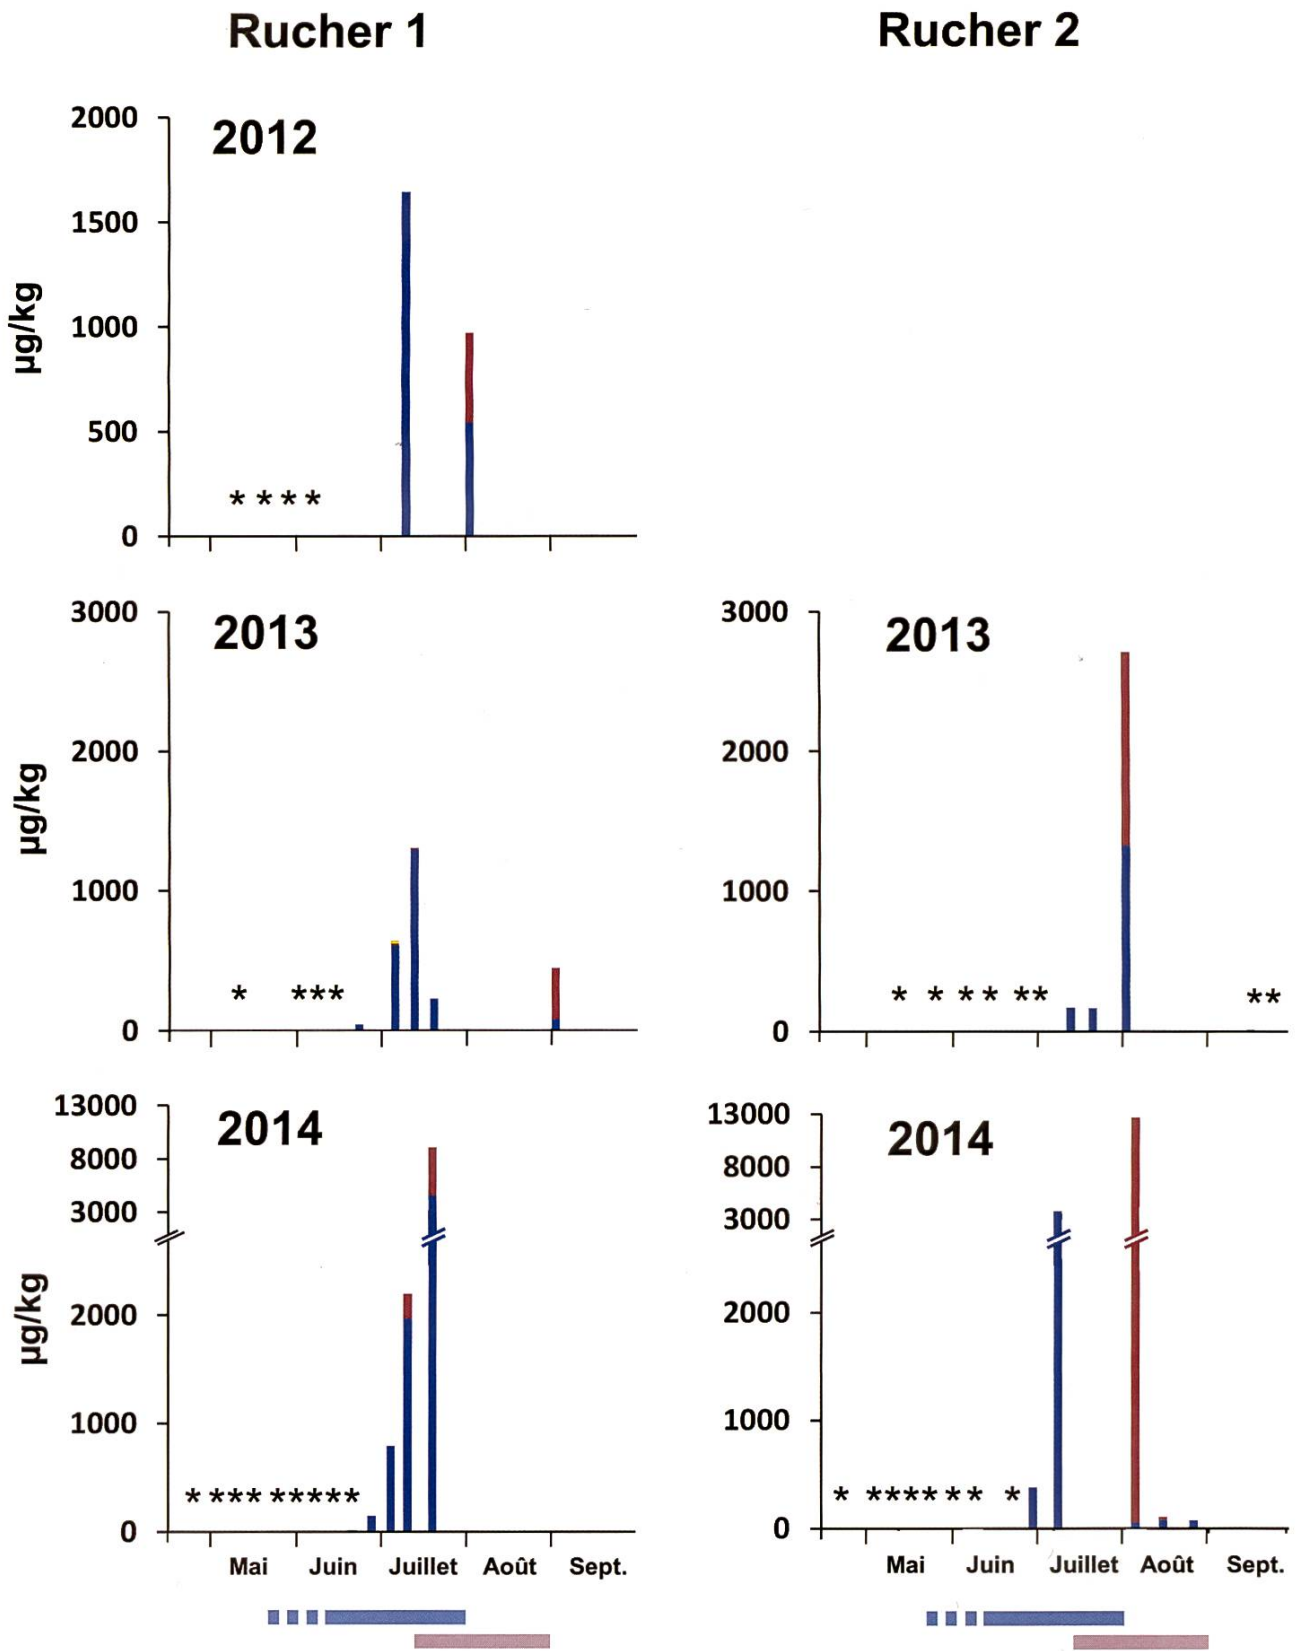 Rucher 1
Rucher 2
2012
2000
1500
1000
500
0
µg/kg
* * * *
2013
3000
2000
1000
0
µg/kg
* ***
2013
3000
2000
1000
0
* * * * ** **
2014
13000
8000
3000
2000
1000
0
µg/kg
* *** *****
Mai Juin Juillet Août Sept.
2014
13000
8000
3000
2000
1000
0
* **** ** *
Mai Juin Juillet Août Sept.